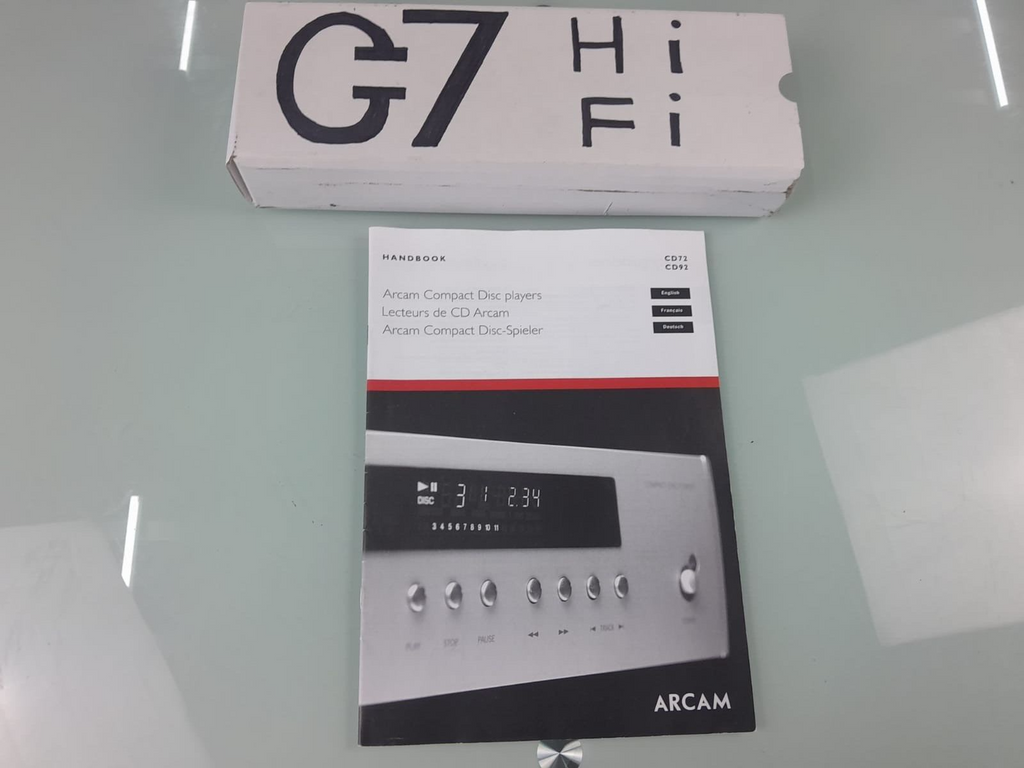 G7 Hi
Fi
HANDBOOK
CD72
CD92
Arcam Compact Disc players
English
Lecteurs de CD Arcam
Français
Arcam Compact Disc-Spieler
Deutsch
DISC 3 1 2:34
3 4 5 6 7 8 9 10 11
PLAY STOP PAUSE TRACK
ARCAM